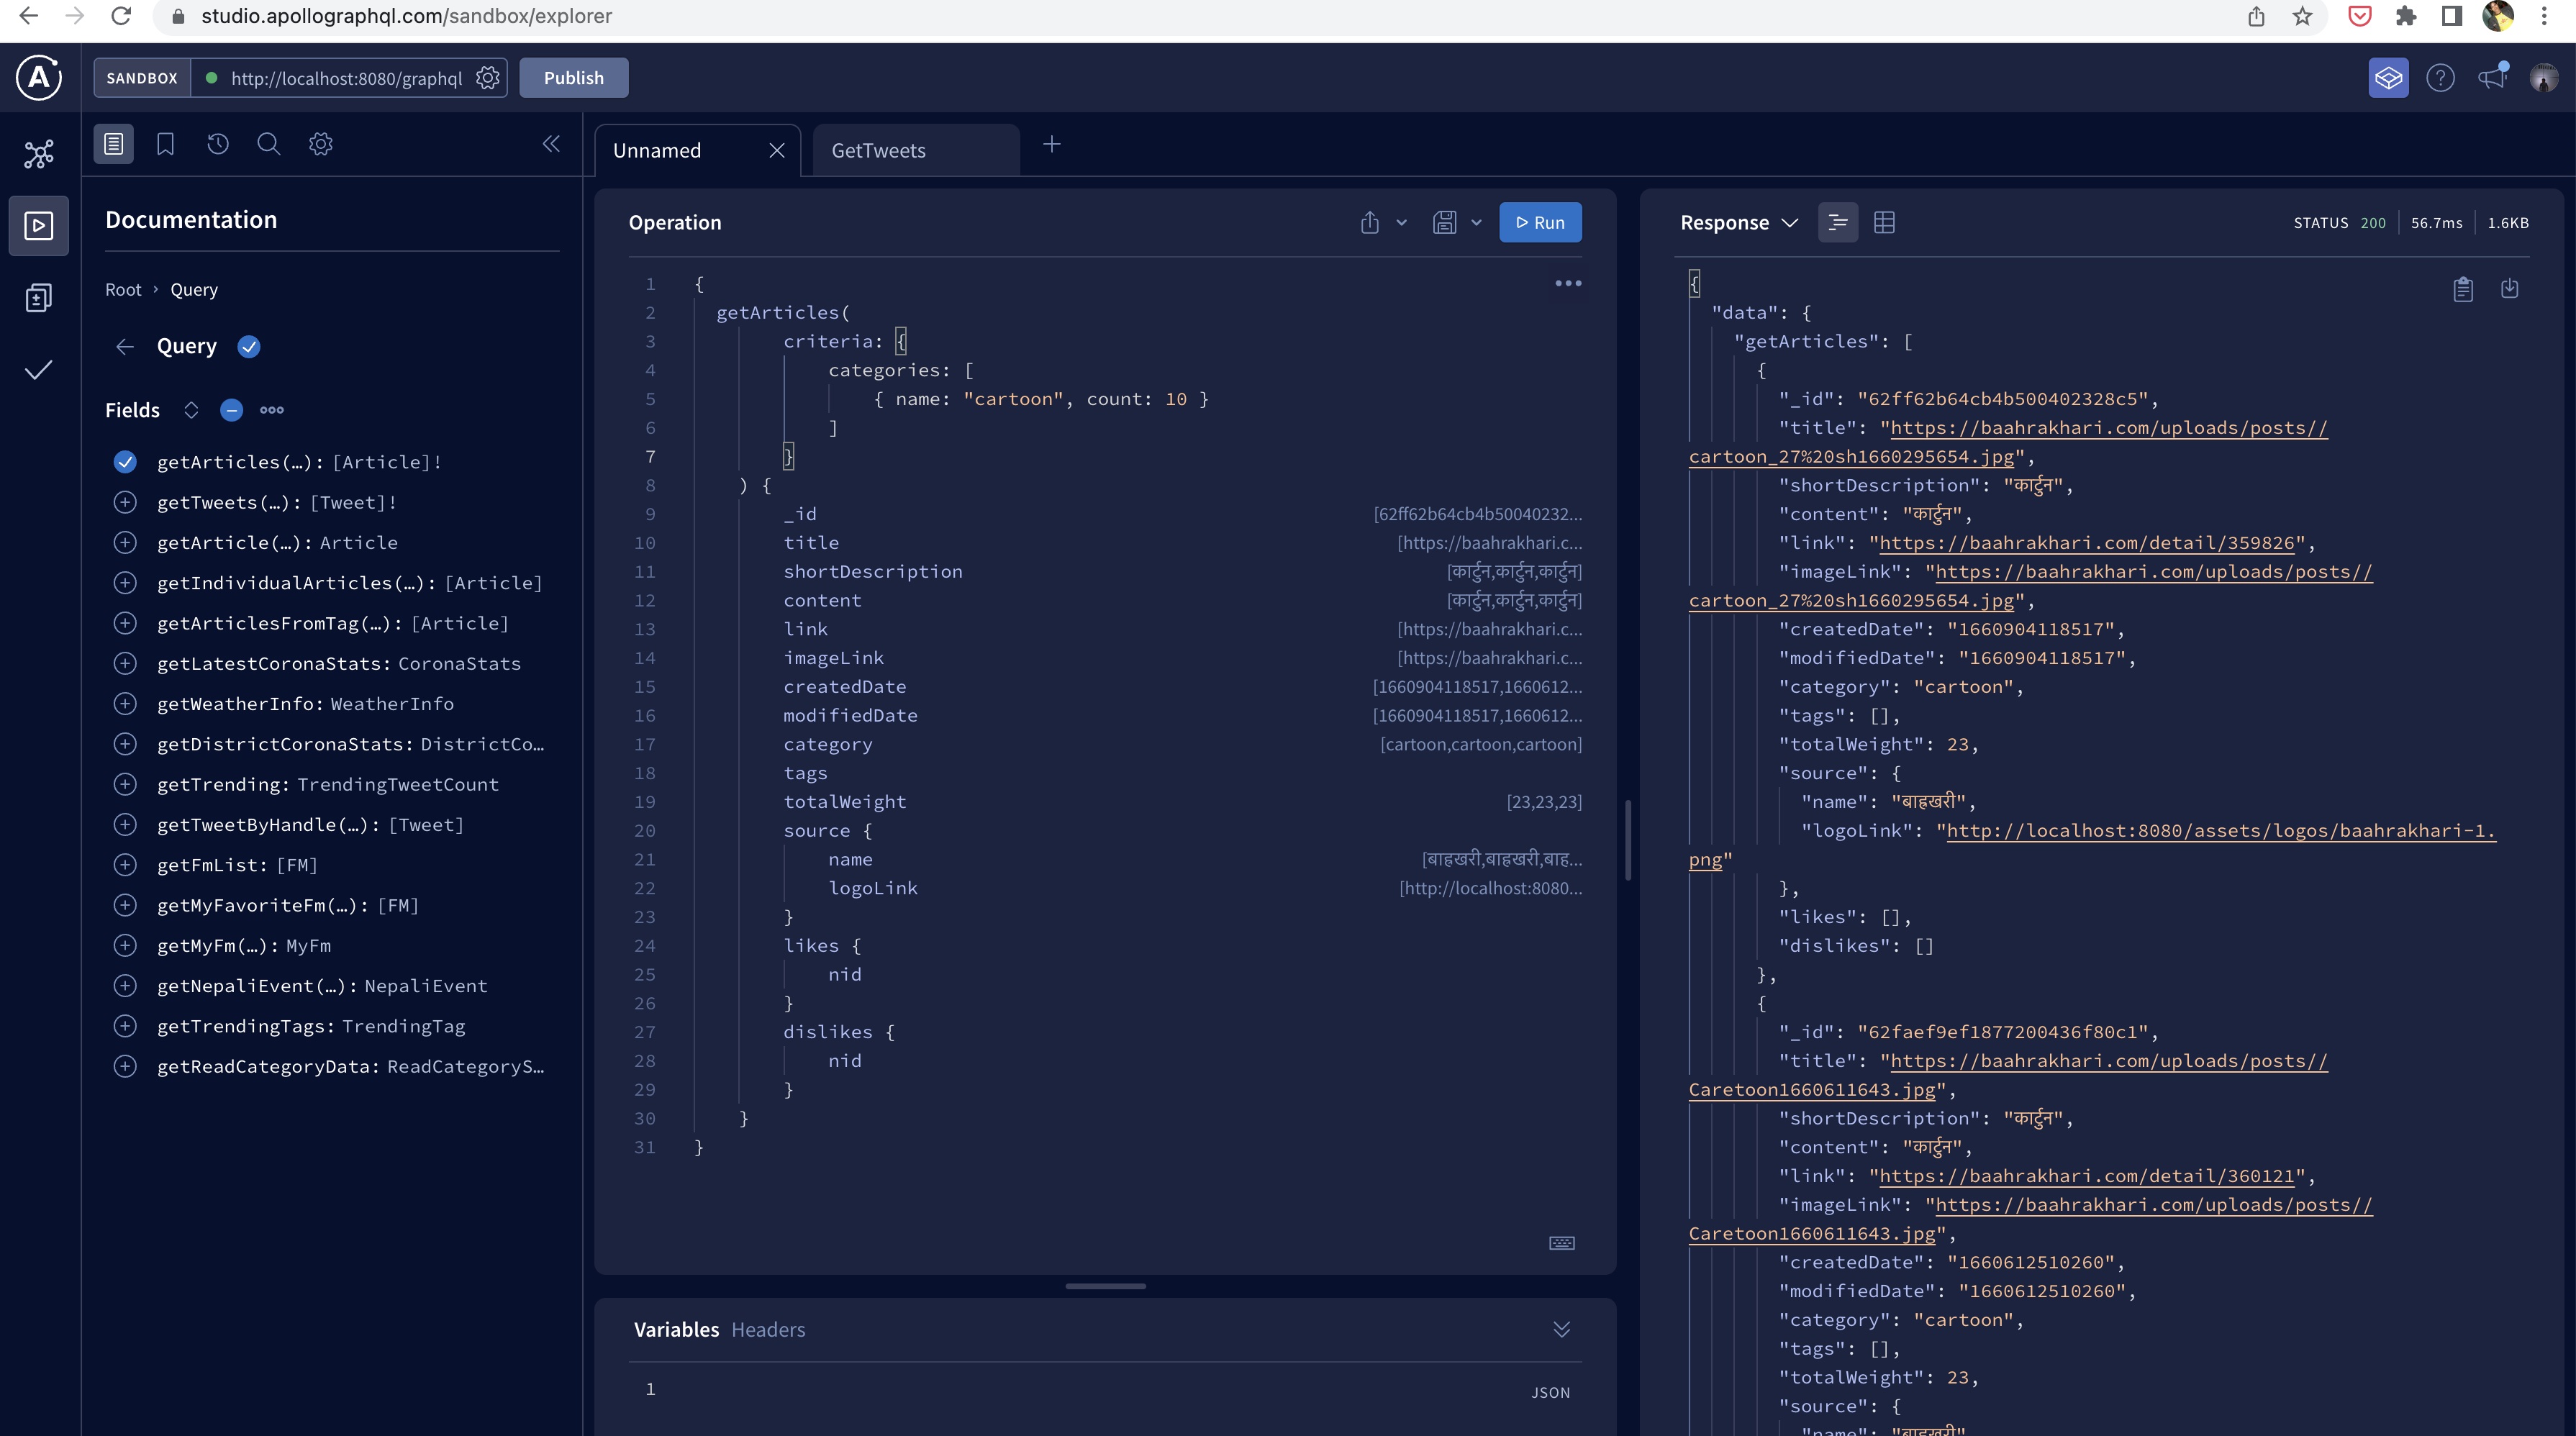 studio.apollographql.com/sandbox/explorer
SANDBOX
http://localhost:8080/graphql
Publish
Documentation
Root › Query
Query
Fields
getArticles(…): [Article]!
getTweets(…): [Tweet]!
getArticle(…): Article
getIndividualArticles(…): [Article]
getArticlesFromTag(…): [Article]
getLatestCoronaStats: CoronaStats
getWeatherInfo: WeatherInfo
getDistrictCoronaStats: DistrictCo…
getTrending: TrendingTweetCount
getTweetByHandle(…): [Tweet]
getFmList: [FM]
getMyFavoriteFm(…): [FM]
getMyFm(…): MyFm
getNepaliEvent(…): NepaliEvent
getTrendingTags: TrendingTag
getReadCategoryData: ReadCategoryS…
Unnamed
GetTweets
Operation
Run
1 {
2 getArticles(
3 criteria: {
4 categories: [
5 { name: "cartoon", count: 10 }
6 ]
7 }
8 ) {
9 _id [62ff62b64cb4b50040232...
10 title [https://baahrakhari.c...
11 shortDescription [कार्टुन,कार्टुन,कार्टुन]
12 content [कार्टुन,कार्टुन,कार्टुन]
13 link [https://baahrakhari.c...
14 imageLink [https://baahrakhari.c...
15 createdDate [1660904118517,1660612...
16 modifiedDate [1660904118517,1660612...
17 category [cartoon,cartoon,cartoon]
18 tags
19 totalWeight [23,23,23]
20 source {
21 name [बाह्रखरी,बाह्रखरी,बाह...
22 logoLink [http://localhost:8080...
23 }
24 likes {
25 nid
26 }
27 dislikes {
28 nid
29 }
30 }
31 }
Variables Headers
1
JSON
Response
STATUS 200 56.7ms 1.6KB
{
"data": {
"getArticles": [
{
"_id": "62ff62b64cb4b500402328c5",
"title": "https://baahrakhari.com/uploads/posts//
cartoon_27%20sh1660295654.jpg",
"shortDescription": "कार्टुन",
"content": "कार्टुन",
"link": "https://baahrakhari.com/detail/359826",
"imageLink": "https://baahrakhari.com/uploads/posts//
cartoon_27%20sh1660295654.jpg",
"createdDate": "1660904118517",
"modifiedDate": "1660904118517",
"category": "cartoon",
"tags": [],
"totalWeight": 23,
"source": {
"name": "बाह्रखरी",
"logoLink": "http://localhost:8080/assets/logos/baahrakhari-1.
png"
},
"likes": [],
"dislikes": []
},
{
"_id": "62faef9ef1877200436f80c1",
"title": "https://baahrakhari.com/uploads/posts//
Caretoon1660611643.jpg",
"shortDescription": "कार्टुन",
"content": "कार्टुन",
"link": "https://baahrakhari.com/detail/360121",
"imageLink": "https://baahrakhari.com/uploads/posts//
Caretoon1660611643.jpg",
"createdDate": "1660612510260",
"modifiedDate": "1660612510260",
"category": "cartoon",
"tags": [],
"totalWeight": 23,
"source": {
"name": "बाह्रखरी"